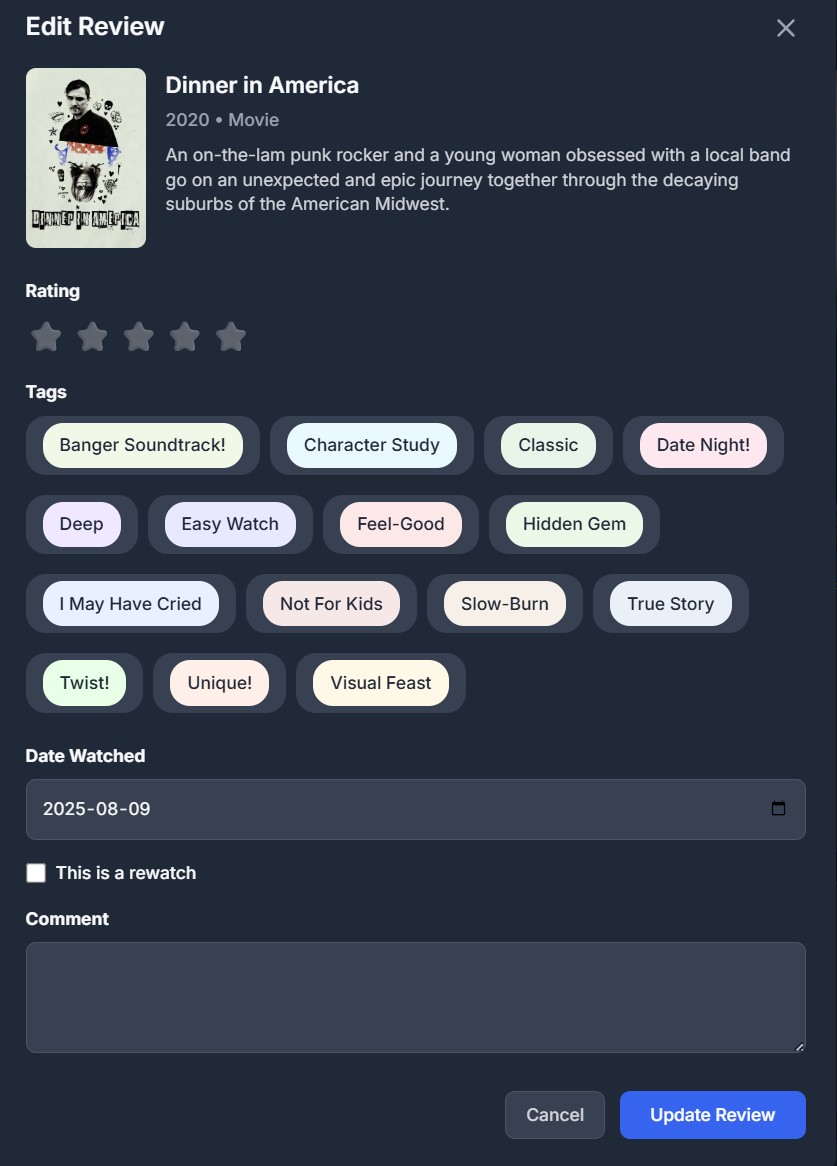 Edit Review
Dinner in America
2020 • Movie
An on-the-lam punk rocker and a young woman obsessed with a local band
go on an unexpected and epic journey together through the decaying
suburbs of the American Midwest.
DINNER IN AMERICA
Rating
Tags
Banger Soundtrack! Character Study Classic Date Night!
Deep Easy Watch Feel-Good Hidden Gem
I May Have Cried Not For Kids Slow-Burn True Story
Twist! Unique! Visual Feast
Date Watched
2025-08-09
This is a rewatch
Comment
Cancel Update Review